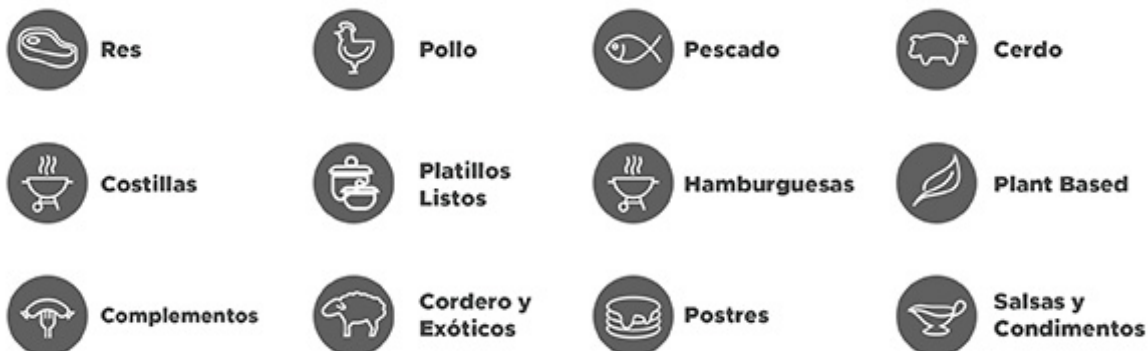 Res
Pollo
Pescado
Cerdo
Costillas
Platillos
Listos
Hamburguesas
Plant Based
Complementos
Cordero y
Exóticos
Postres
Salsas y
Condimentos